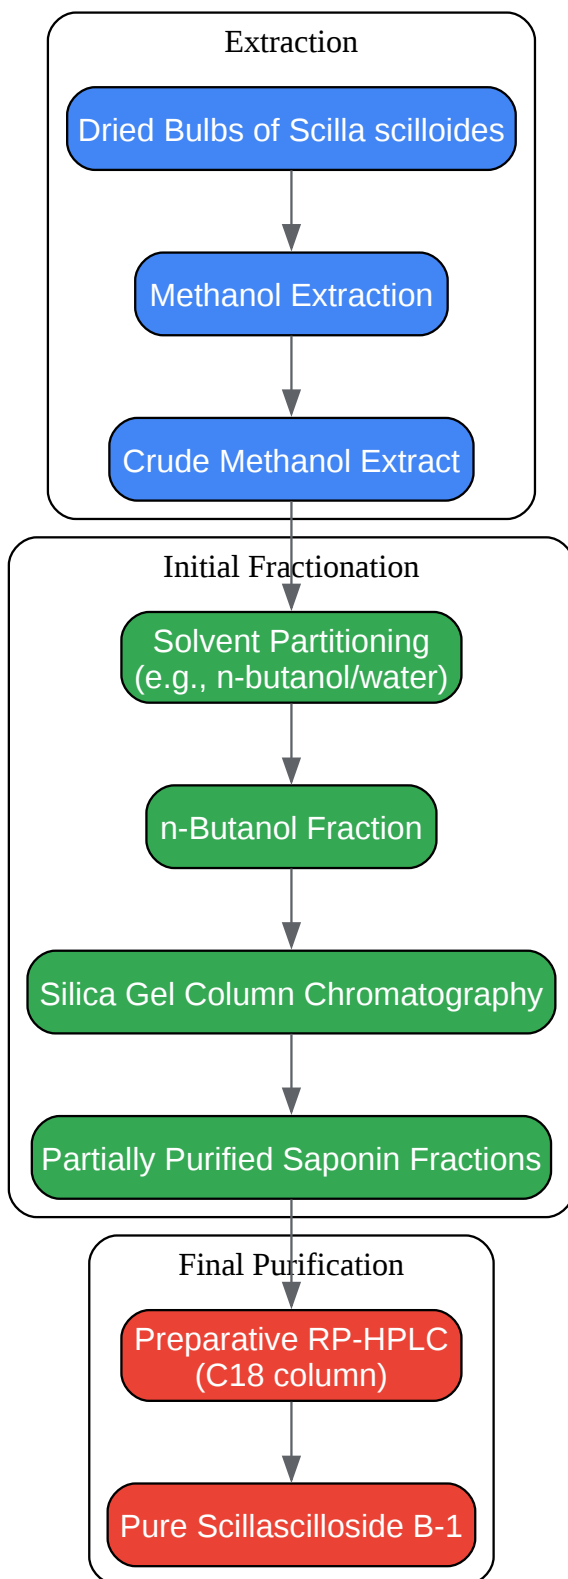 Extraction
Dried Bulbs of Scilla scilloides
Methanol Extraction
Crude Methanol Extract
Initial Fractionation
Solvent Partitioning
(e.g., n-butanol/water)
n-Butanol Fraction
Silica Gel Column Chromatography
Partially Purified Saponin Fractions
Final Purification
Preparative RP-HPLC
(C18 column)
Pure Scillascilloside B-1